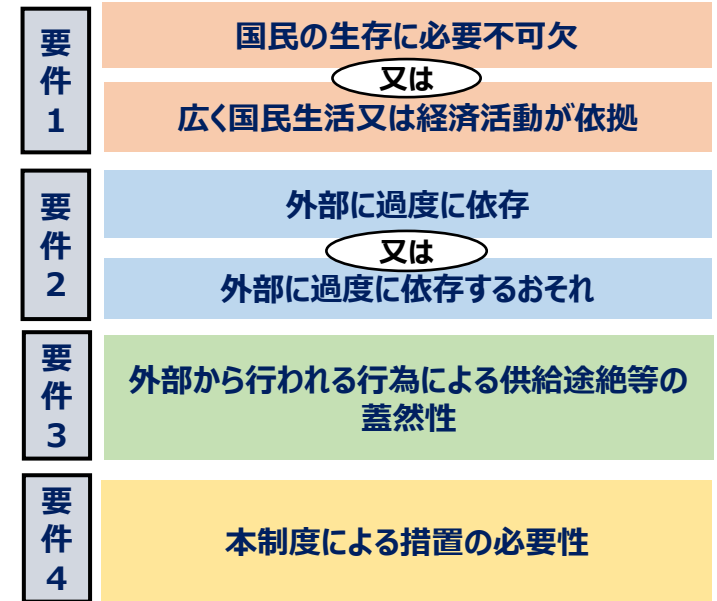 要件1
国民の生存に必要不可欠
又は
広く国民生活又は経済活動が依拠
要件2
外部に過度に依存
又は
外部に過度に依存するおそれ
要件3
外部から行われる行為による供給途絶等の
蓋然性
要件4
本制度による措置の必要性